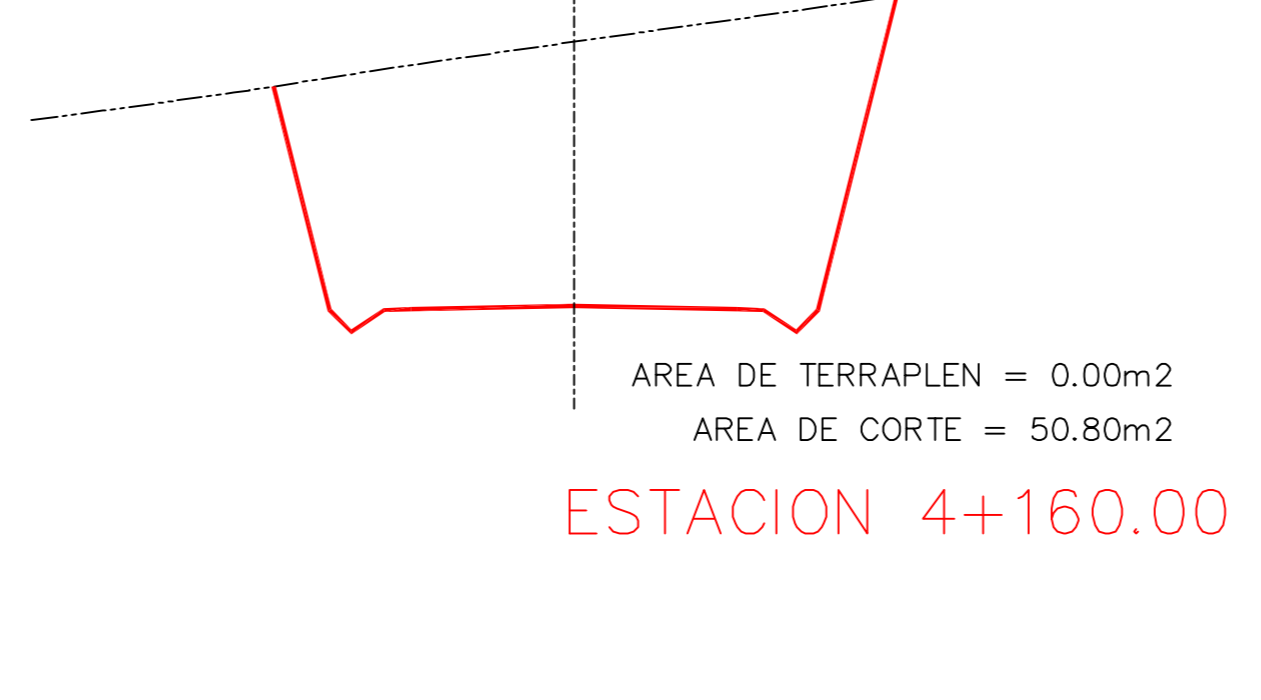 AREA DE TERRAPLEN = 0.00m2
AREA DE CORTE = 50.80m2
ESTACION 4+160.00